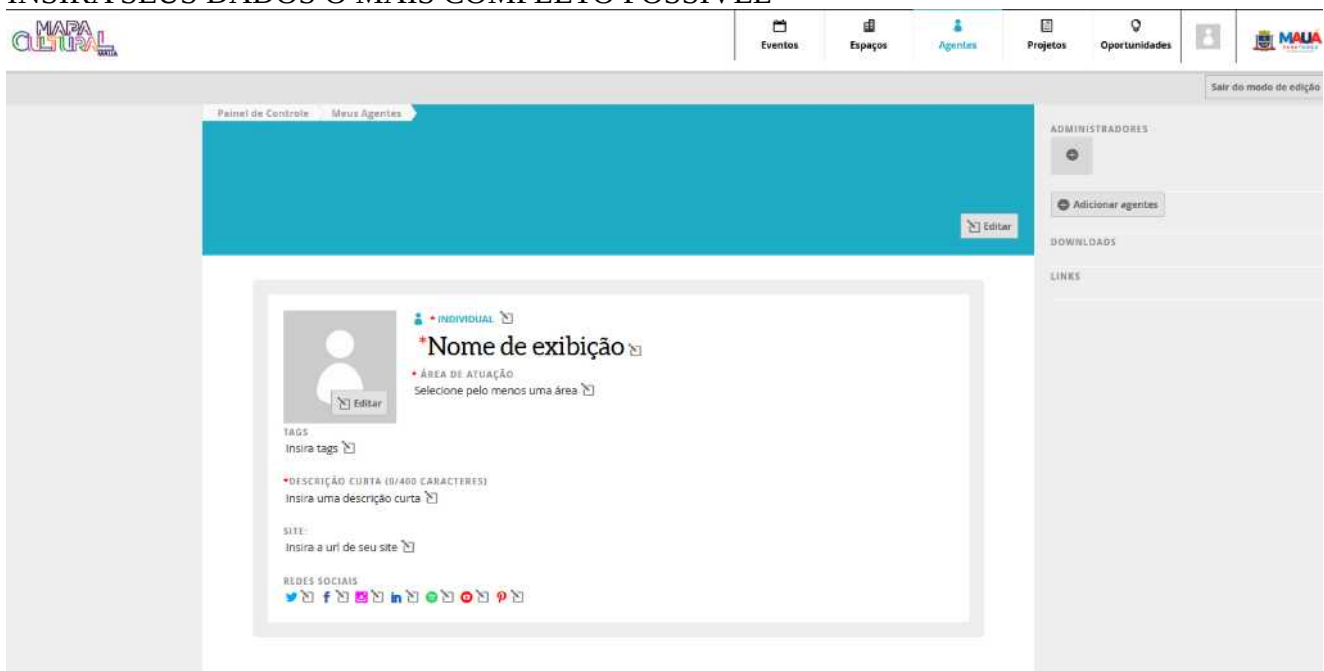 INSIRA SEUS DADOS O MAIS COMPLETO POSSÍVEL
MAPA
CULTURAL
Eventos
Espaços
Agentes
Projetos
Oportunidades
MAUÁ
Sair do modo de edição
Painel de Controle
Meus Agentes
Editar
ADMINISTRADORES
Adicionar agentes
DOWNLOADS
LINKS
* INDIVIDUAL
*Nome de exibição
* ÁREA DE ATUAÇÃO
Selecione pelo menos uma área
Editar
TAGS
Insira tags
*DESCRIÇÃO CURTA (0/400 CARACTERES)
Insira uma descrição curta
SITE:
Insira a url de seu site
REDES SOCIAIS